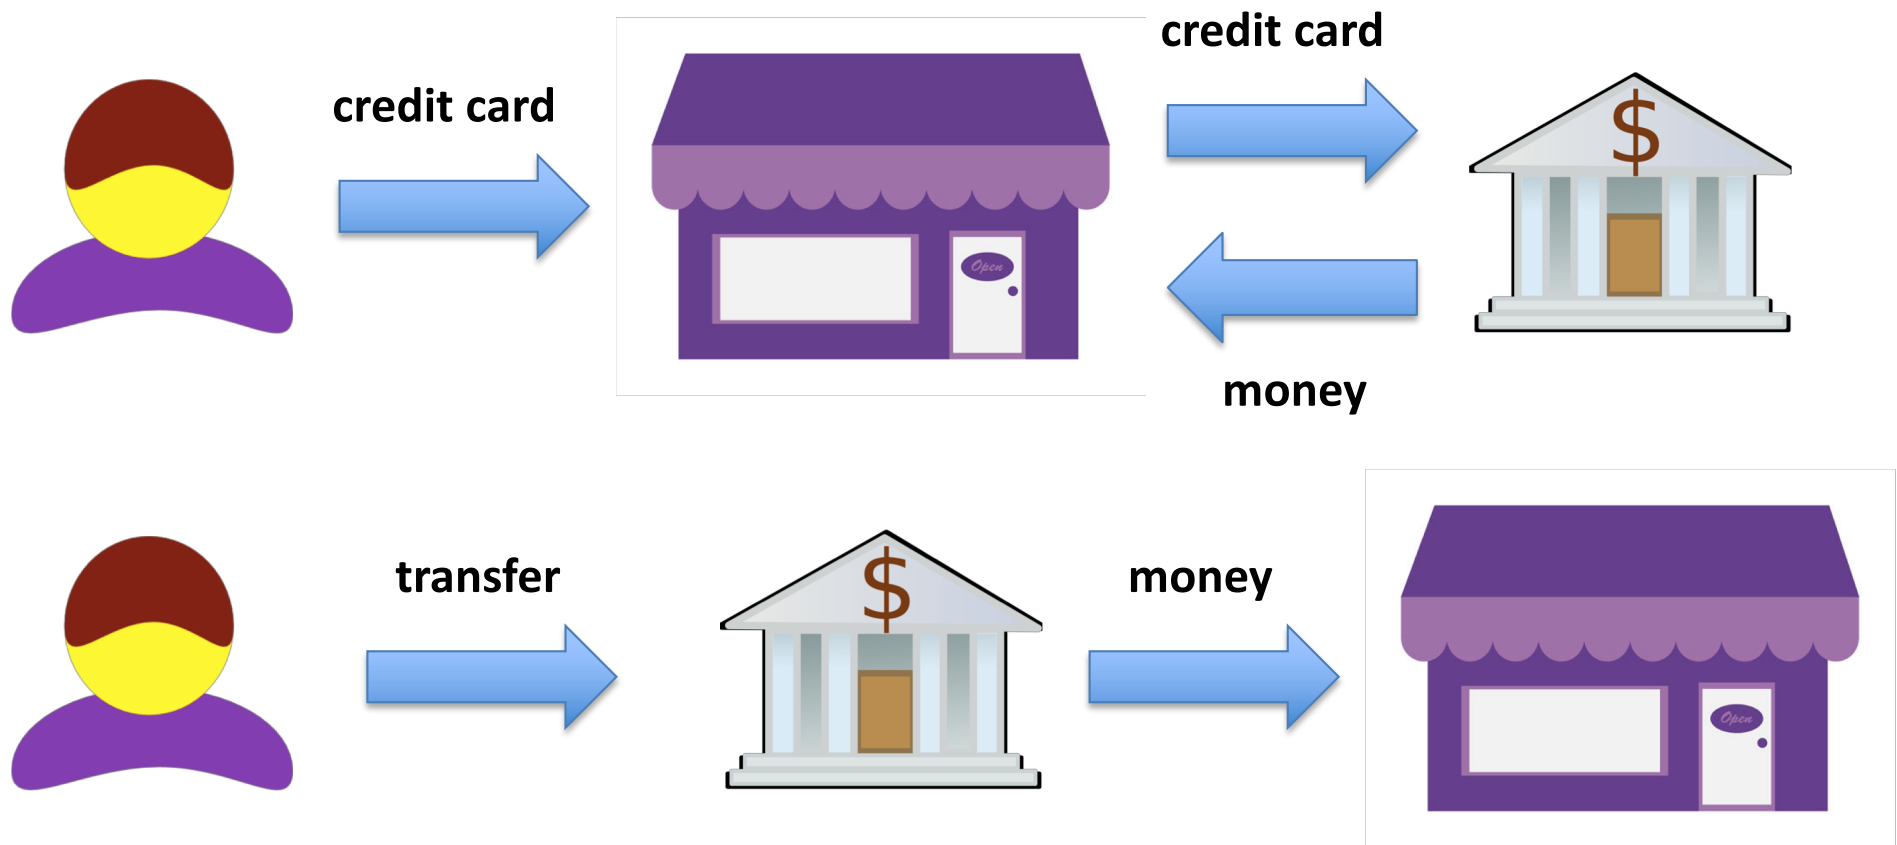 credit card
credit card
Open
money
transfer
money
Open